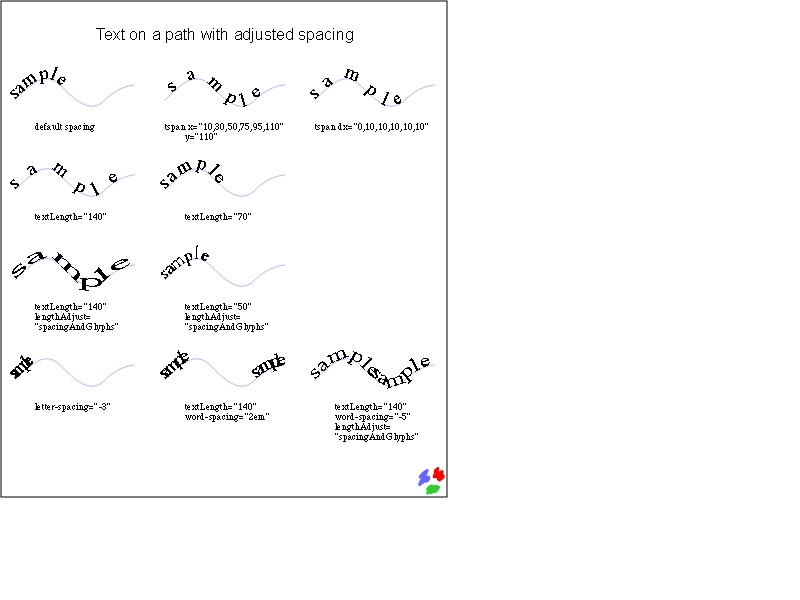 Text on a path with adjusted spacing
sample
default spacing
sample
tspan x="10,30,50,75,95,110"
y="110"
sample
tspan dx="0,10,10,10,10,10"
sample
textLength="140"
sample
textLength="70"
sample
textLength="140"
lengthAdjust=
"spacingAndGlyphs"
sample
textLength="50"
lengthAdjust=
"spacingAndGlyphs"
sample
letter-spacing="-3"
sample sample
textLength="140"
word-spacing="2em"
sample sample
textLength="140"
word-spacing="-5"
lengthAdjust=
"spacingAndGlyphs"